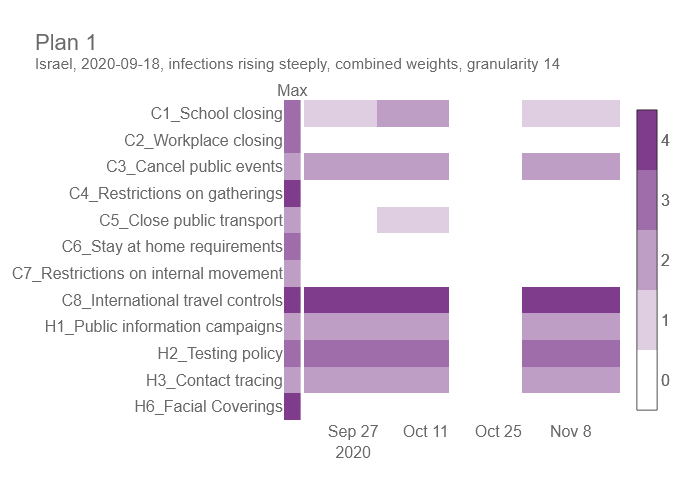 Plan 1
Israel, 2020-09-18, infections rising steeply, combined weights, granularity 14
Max
C1_School closing
C2_Workplace closing
C3_Cancel public events
C4_Restrictions on gatherings
C5_Close public transport
C6_Stay at home requirements
C7_Restrictions on internal movement
C8_International travel controls
H1_Public information campaigns
H2_Testing policy
H3_Contact tracing
H6_Facial Coverings
4
3
2
1
0
Sep 27 Oct 11 Oct 25 Nov 8
2020